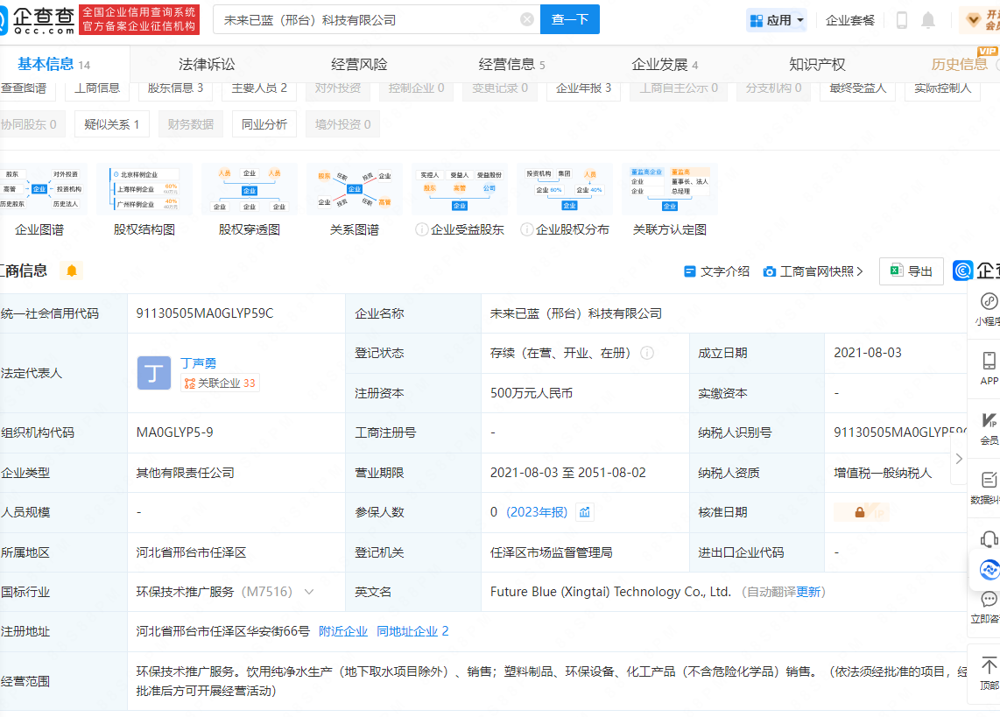 企查查
Qcc.com
全国企业信用查询系统
官方备案企业征信机构
未来已蓝（邢台）科技有限公司
查一下
应用
企业套餐
基本信息 14
法律诉讼
经营风险
经营信息 5
企业发展 4
知识产权
历史信息
VIP
查查图谱
工商信息
股东信息 3
主要人员 2
对外投资
控制企业 0
变更记录 0
企业年报 3
工商自主公示 0
分支机构 0
最终受益人
实际控制人
协同股东 0
疑似关系 1
财务数据
同业分析
境外投资 0
企业图谱
股权结构图
股权穿透图
关系图谱
企业受益股东
企业股权分布
关联方认定图
工商信息
文字介绍
工商官网快照
导出
统一社会信用代码
91130505MA0GLYP59C
企业名称
未来已蓝（邢台）科技有限公司
法定代表人
丁
丁声勇
关联企业 33
登记状态
存续（在营、开业、在册）
成立日期
2021-08-03
注册资本
500万元人民币
实缴资本
-
组织机构代码
MA0GLYP5-9
工商注册号
-
纳税人识别号
91130505MA0GLYP59C
企业类型
其他有限责任公司
营业期限
2021-08-03 至 2051-08-02
纳税人资质
增值税一般纳税人
人员规模
-
参保人数
0 (2023年报)
核准日期
所属地区
河北省邢台市任泽区
登记机关
任泽区市场监督管理局
进出口企业代码
-
国标行业
环保技术推广服务（M7516）
英文名
Future Blue (Xingtai) Technology Co., Ltd. （自动翻译更新）
注册地址
河北省邢台市任泽区华安街66号 附近企业 同地址企业 2
经营范围
环保技术推广服务。饮用纯净水生产（地下取水项目除外）、销售；塑料制品、环保设备、化工产品（不含危险化学品）销售。（依法须经批准的项目，经
批准后方可开展经营活动）
小程序
APP
会员
数据纠
立即咨
顶部